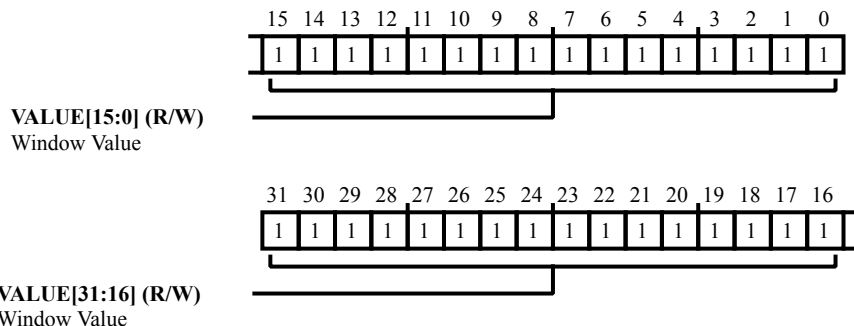 15 14 13 12 11 10 9 8 7 6 5 4 3 2 1 0
1 1 1 1 1 1 1 1 1 1 1 1 1 1 1 1
VALUE[15:0] (R/W)
Window Value
31 30 29 28 27 26 25 24 23 22 21 20 19 18 17 16
1 1 1 1 1 1 1 1 1 1 1 1 1 1 1 1
VALUE[31:16] (R/W)
Window Value